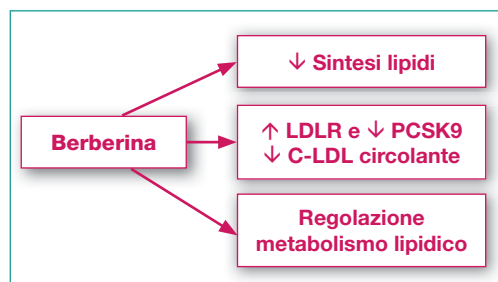 ↓ Sintesi lipidi
Berberina
↑ LDLR e ↓ PCSK9
↓ C-LDL circolante
Regolazione
metabolismo lipidico